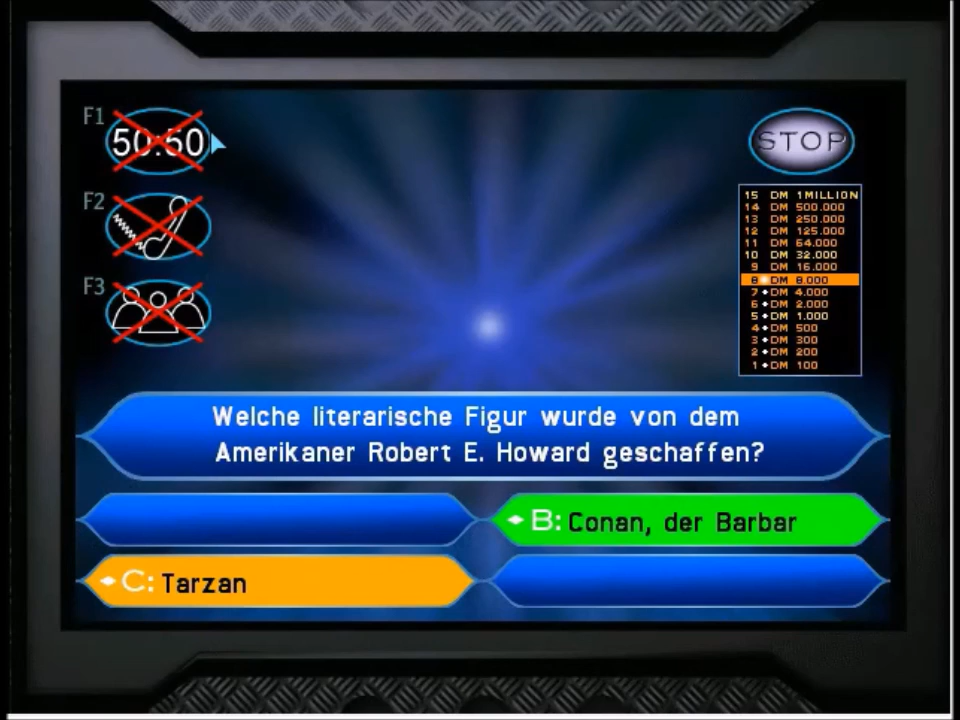 F1
50:50
F2
F3
STOP
15 DM 1MILLION
14 DM 500.000
13 DM 250.000
12 DM 125.000
11 DM 64.000
10 DM 32.000
9 DM 16.000
8 DM 8.000
7 DM 4.000
6 DM 2.000
5 DM 1.000
4 DM 500
3 DM 300
2 DM 200
1 DM 100
Welche literarische Figur wurde von dem
Amerikaner Robert E. Howard geschaffen?
B: Conan, der Barbar
C: Tarzan